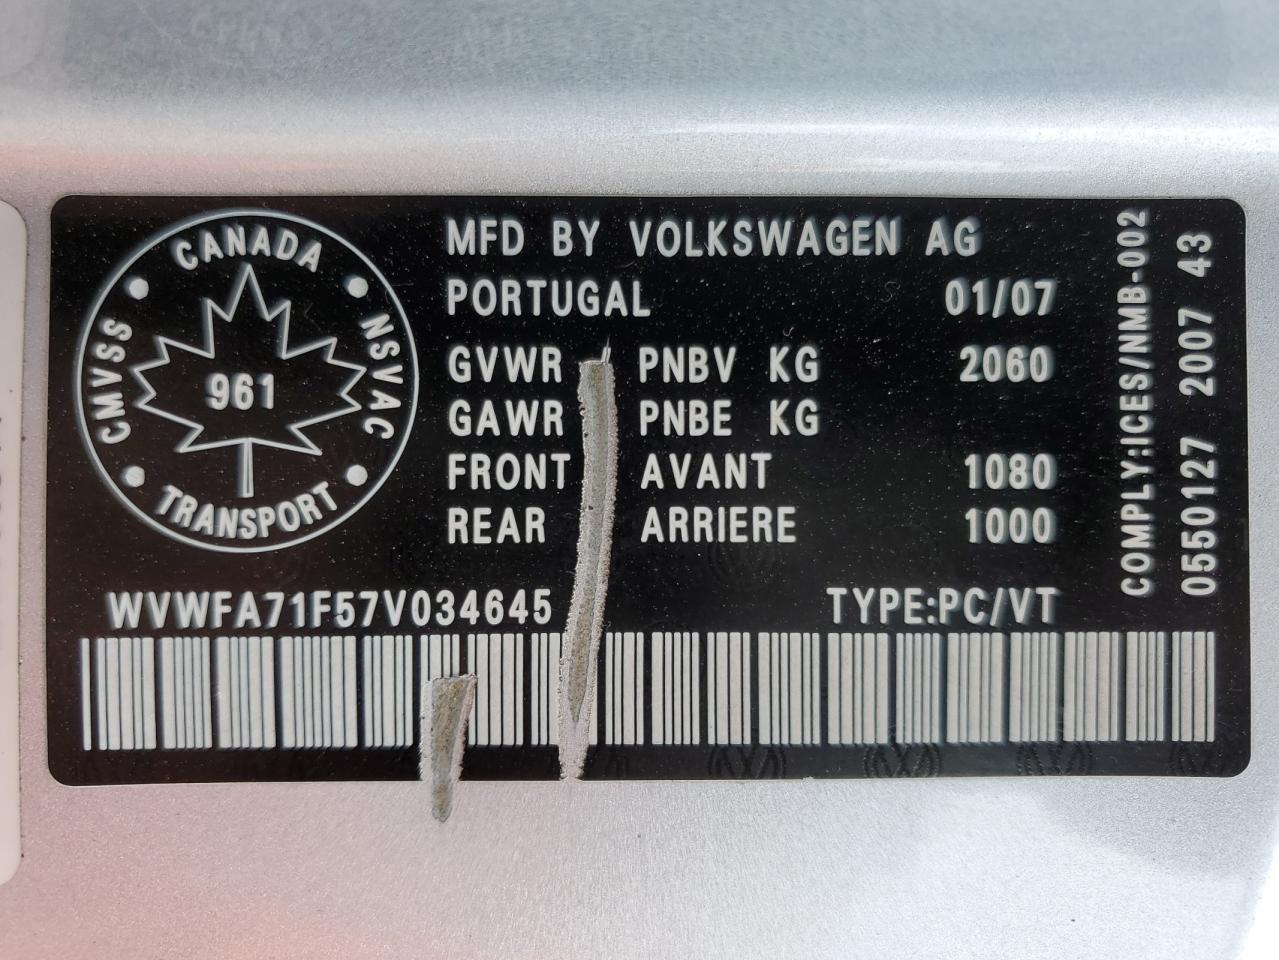 CANADA
CMVSS
NSVAC
961
TRANSPORT
MFD BY VOLKSWAGEN AG
PORTUGAL 01/07
GVWR PNBV KG 2060
GAWR PNBE KG
FRONT AVANT 1080
REAR ARRIERE 1000
WVWFA71F57V034645 TYPE:PC/VT
COMPLY:ICES/NMB-002
0550127 2007 43